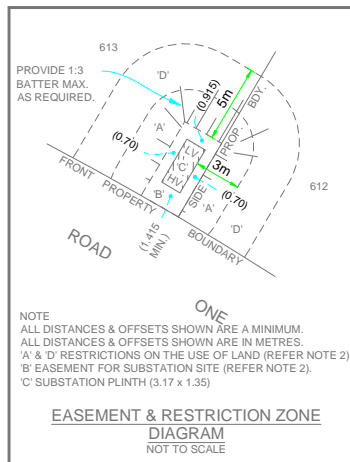 613
PROVIDE 1:3
BATTER MAX.
AS REQUIRED.
'D'
(0.915)
5m
BDY.
'A'
PROP.
(0.70)
LV
'C'
HV
3m
612
SIDE
'B'
'A'
(0.70)
'D'
FRONT PROPERTY BOUNDARY
(1.415
MIN.)
ROAD ONE
NOTE
ALL DISTANCES & OFFSETS SHOWN ARE A MINIMUM.
ALL DISTANCES & OFFSETS SHOWN ARE IN METRES.
'A' & 'D' RESTRICTIONS ON THE USE OF LAND (REFER NOTE 2)
'B' EASEMENT FOR SUBSTATION SITE (REFER NOTE 2).
'C' SUBSTATION PLINTH (3.17 x 1.35)
EASEMENT & RESTRICTION ZONE
DIAGRAM
NOT TO SCALE